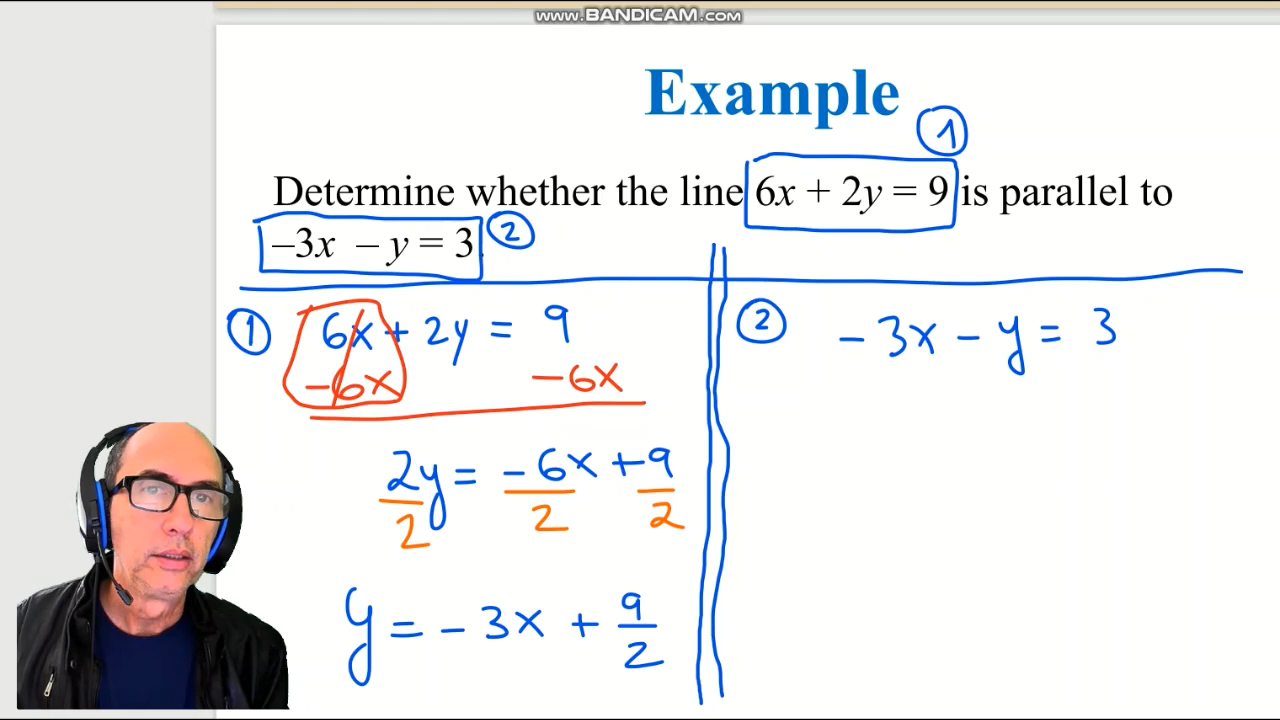 www.BANDICAM.com
Example
1
Determine whether the line 6x + 2y = 9 is parallel to
–3x – y = 3. 2
1 6x + 2y = 9
-6x -6x
2y = -6x + 9
2 2 2
y = -3x + 9/2
2 -3x - y = 3